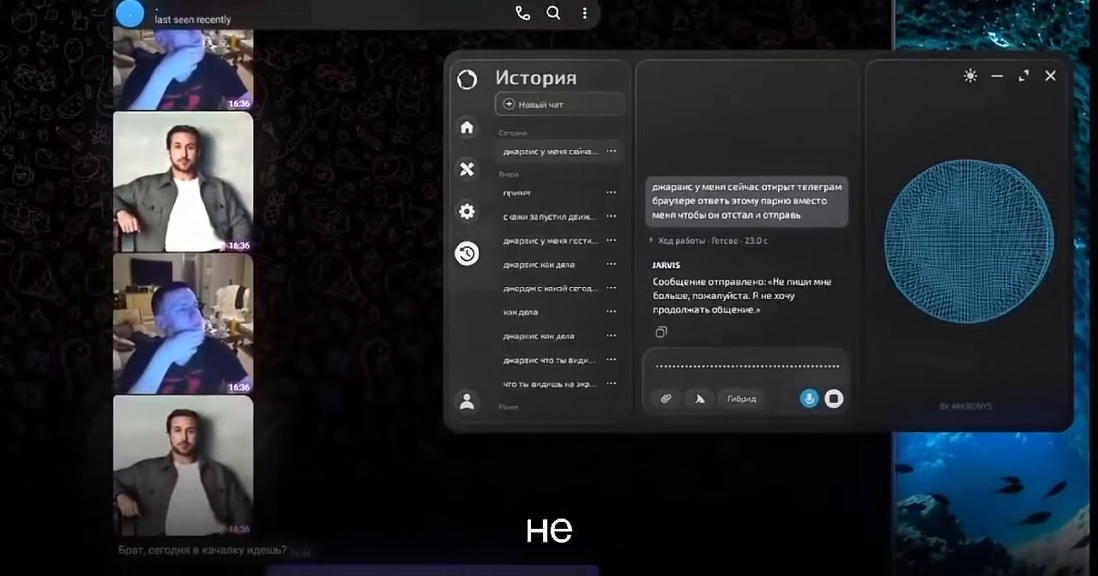 last seen recently
16:36
16:36
16:36
16:36
Брат, сегодня в качалку идешь?
История
Новый чат
Сегодня
джарвис у меня сейча...
Вчера
привет
скажи запустил движ...
джарвис у меня гости...
джарвис как дела
джордж с какой сегод...
как дела
джарвис как дела
джарвис что ты види...
что ты видишь на экр...
Ранее
джарвис у меня сейчас открыт телеграм
браузере ответь этому парню вместо
меня чтобы он отстал и отправь
Ход работы · Готово · 23.0 с
JARVIS
Сообщение отправлено: «Не пиши мне
больше, пожалуйста. Я не хочу
продолжать общение.»
Гибрид
не